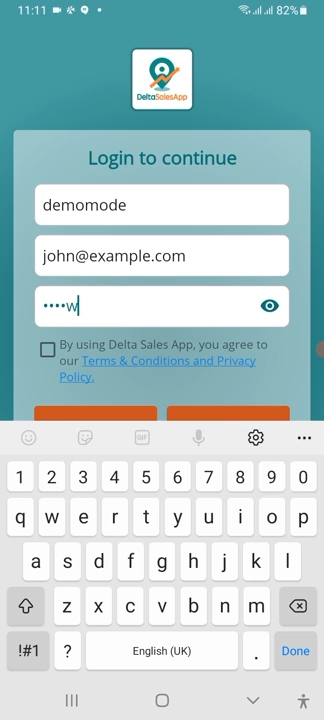 11:11
82%
DeltaSalesApp
Login to continue
demomode
john@example.com
••••w
By using Delta Sales App, you agree to
our Terms & Conditions and Privacy
Policy.
GIF
1 2 3 4 5 6 7 8 9 0
q w e r t y u i o p
a s d f g h j k l
z x c v b n m
!#1 ? English (UK) . Done